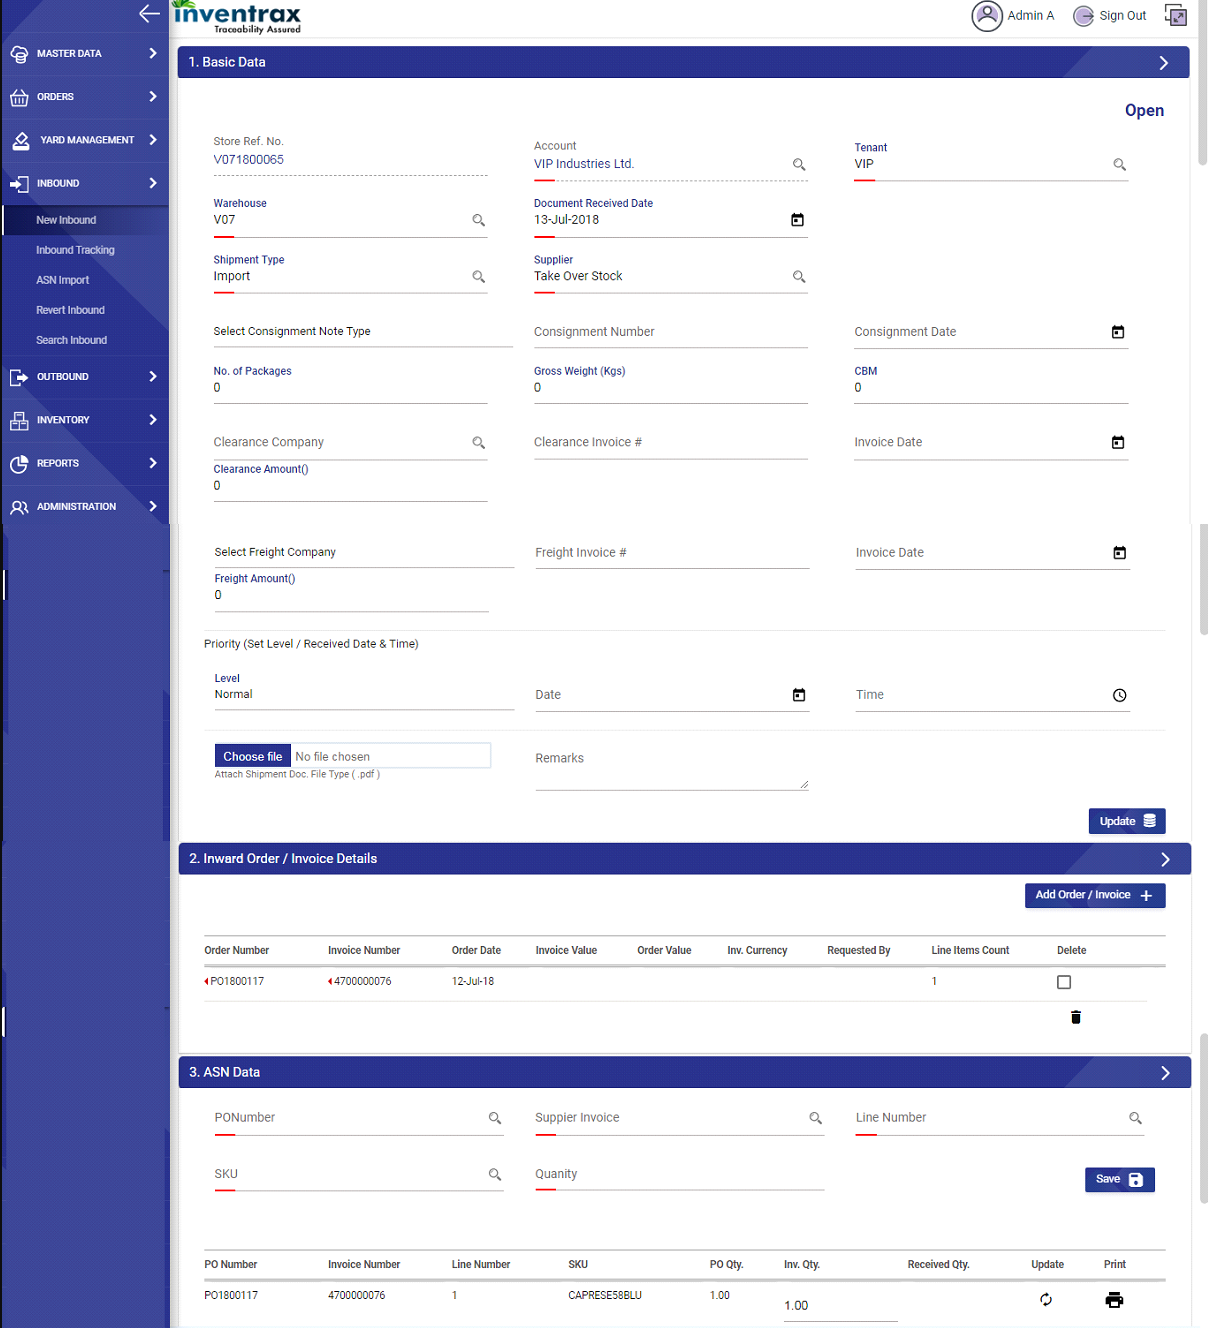 inventrax
Traceability Assured
Admin A
Sign Out
MASTER DATA
ORDERS
YARD MANAGEMENT
INBOUND
New Inbound
Inbound Tracking
ASN Import
Revert Inbound
Search Inbound
OUTBOUND
INVENTORY
REPORTS
ADMINISTRATION
1. Basic Data
Open
Store Ref. No.
V071800065
Account
VIP Industries Ltd.
Tenant
VIP
Warehouse
V07
Document Received Date
13-Jul-2018
Shipment Type
Import
Supplier
Take Over Stock
Select Consignment Note Type
Consignment Number
Consignment Date
No. of Packages
0
Gross Weight (Kgs)
0
CBM
0
Clearance Company
Clearance Invoice #
Invoice Date
Clearance Amount()
0
Select Freight Company
Freight Invoice #
Invoice Date
Freight Amount()
0
Priority (Set Level / Received Date & Time)
Level
Normal
Date
Time
Choose file No file chosen
Attach Shipment Doc. File Type ( .pdf )
Remarks
Update
2. Inward Order / Invoice Details
Add Order / Invoice +
Order Number Invoice Number Order Date Invoice Value Order Value Inv. Currency Requested By Line Items Count Delete
PO1800117 4700000076 12-Jul-18 1
3. ASN Data
PONumber
Suppier Invoice
Line Number
SKU
Quanity
Save
PO Number Invoice Number Line Number SKU PO Qty. Inv. Qty. Received Qty. Update Print
PO1800117 4700000076 1 CAPRESE58BLU 1.00 1.00